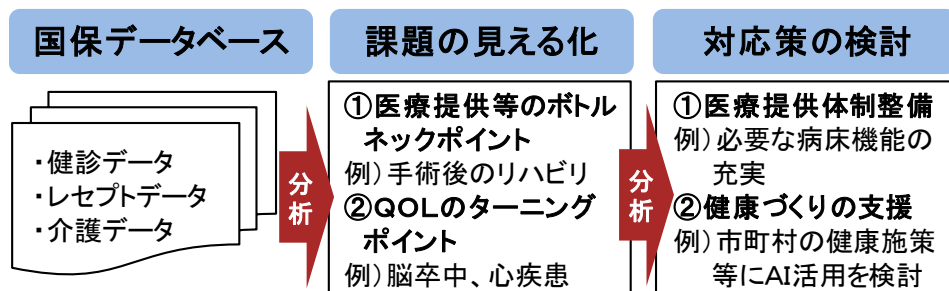 国保データベース
・健診データ
・レセプトデータ
・介護データ
分析
課題の見える化
①医療提供等のボトル
ネックポイント
例）手術後のリハビリ
②ＱＯＬのターニング
ポイント
例）脳卒中、心疾患
分析
対応策の検討
①医療提供体制整備
例）必要な病床機能の
充実
②健康づくりの支援
例）市町村の健康施策
等にAI活用を検討